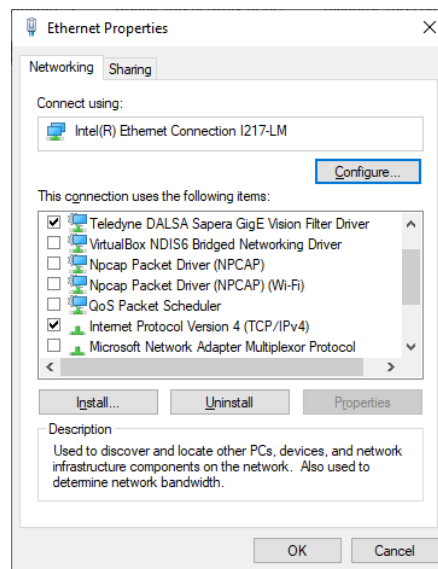 Ethernet Properties
Networking
Sharing
Connect using:
Intel(R) Ethernet Connection I217-LM
Configure...
This connection uses the following items:
Teledyne DALSA Sapera GigE Vision Filter Driver
VirtualBox NDIS6 Bridged Networking Driver
Npcap Packet Driver (NPCAP)
Npcap Packet Driver (NPCAP) (Wi-Fi)
QoS Packet Scheduler
Internet Protocol Version 4 (TCP/IPv4)
Microsoft Network Adapter Multiplexor Protocol
Install...
Uninstall
Properties
Description
Used to discover and locate other PCs, devices, and network
infrastructure components on the network. Also used to
determine network bandwidth.
OK
Cancel